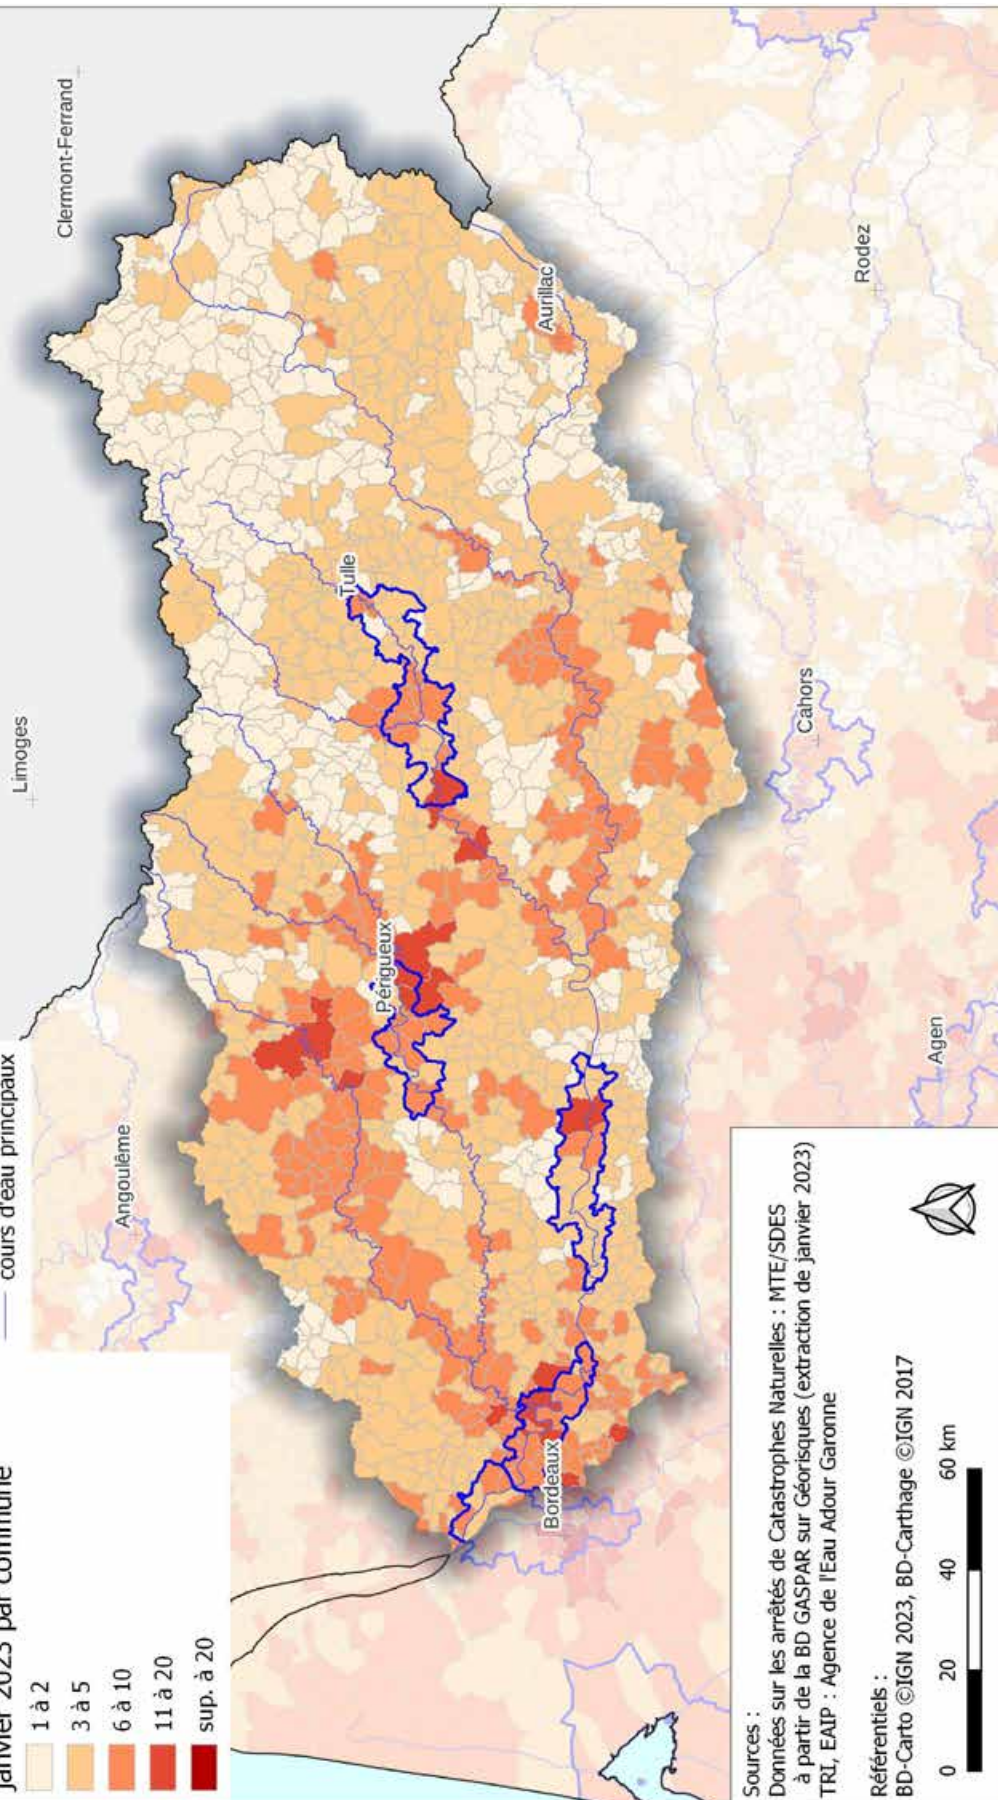 janvier 2023 par commune
1 à 2
3 à 5
6 à 10
11 à 20
sup. à 20
cours d'eau principaux
Limoges
Clermont-Ferrand
Angoulême
Périgueux
Tulle
Aurillac
Bordeaux
Agen
Cahors
Rodez
Sources :
Données sur les arrêtés de Catastrophes Naturelles : MTE/SDES
à partir de la BD GASPAR sur Géorisques (extraction de janvier 2023)
TRI, EAIP : Agence de l'Eau Adour Garonne
Référentiels :
BD-Carto ©IGN 2023, BD-Carthage ©IGN 2017
0 20 40 60 km